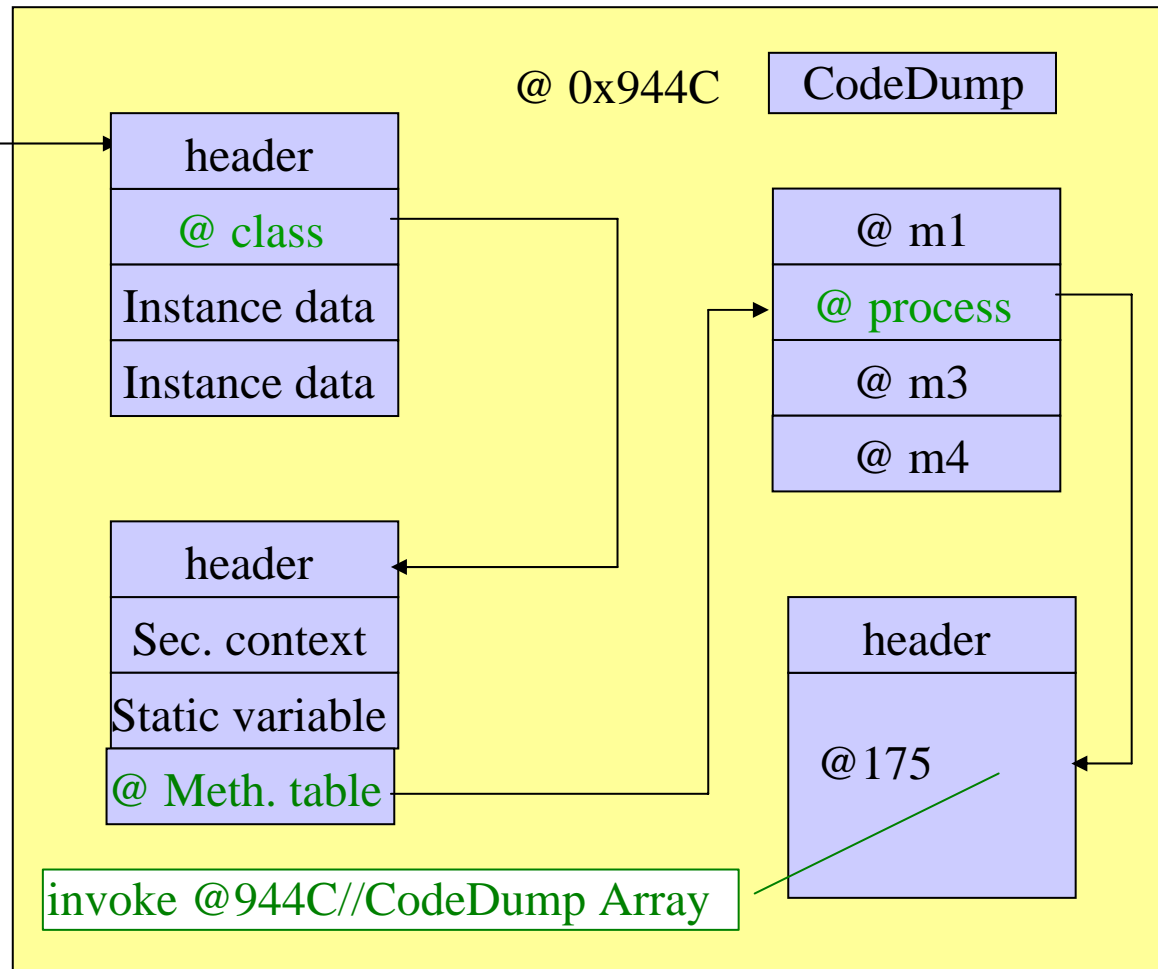 @ 0x944C
CodeDump
header
@ class
Instance data
Instance data
@ m1
@ process
@ m3
@ m4
header
Sec. context
Static variable
@ Meth. table
header
@175
invoke @944C//CodeDump Array